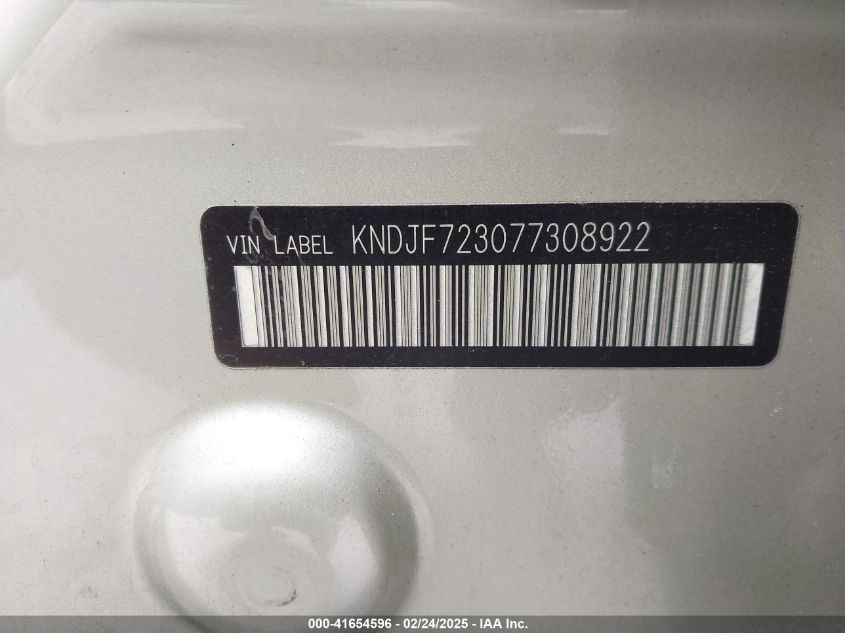 VIN LABEL KNDJF723077308922
000-41654596 - 02/24/2025 - IAA Inc.